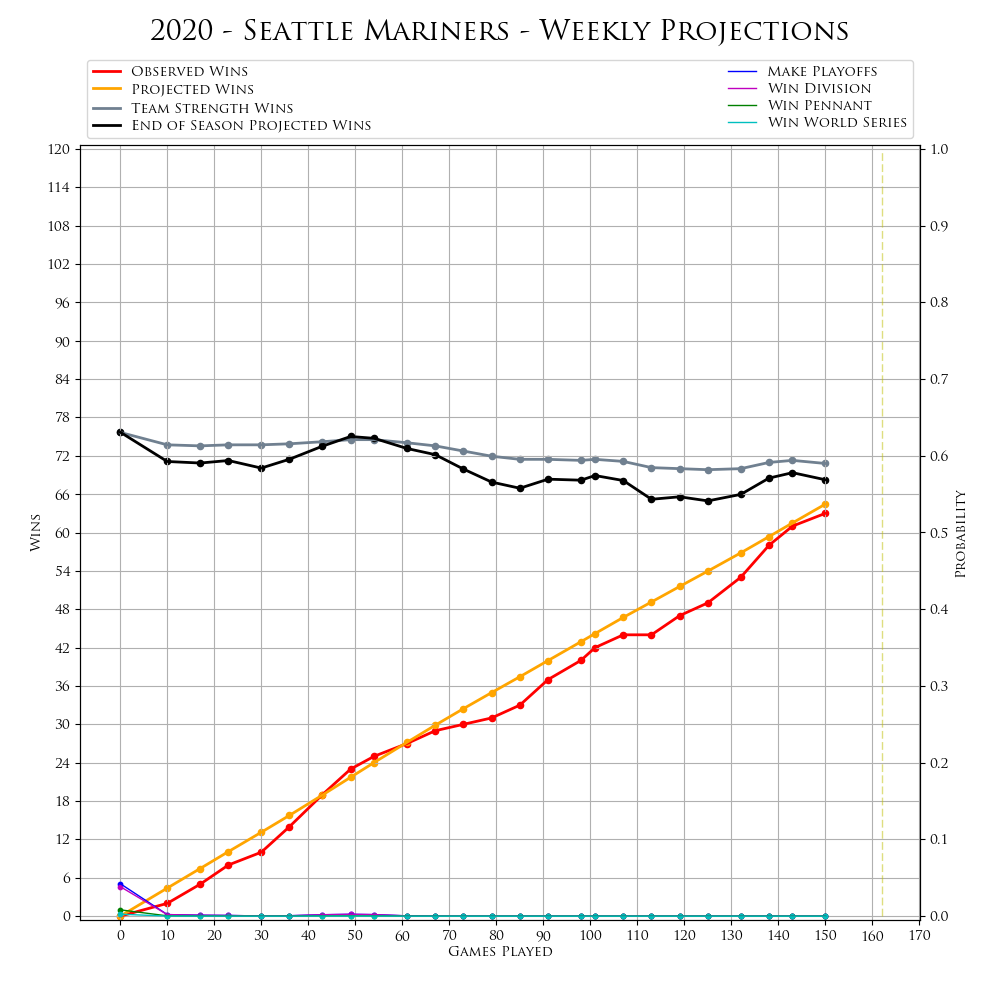 2020 - Seattle Mariners - Weekly Projections
Observed Wins
Projected Wins
Team Strength Wins
End of Season Projected Wins
Make Playoffs
Win Division
Win Pennant
Win World Series
120
114
108
102
96
90
84
78
72
66
60
54
48
42
36
30
24
18
12
6
0
Wins
1.0
0.9
0.8
0.7
0.6
0.5
0.4
0.3
0.2
0.1
0.0
Probability
0 10 20 30 40 50 60 70 80 90 100 110 120 130 140 150 160 170
Games Played